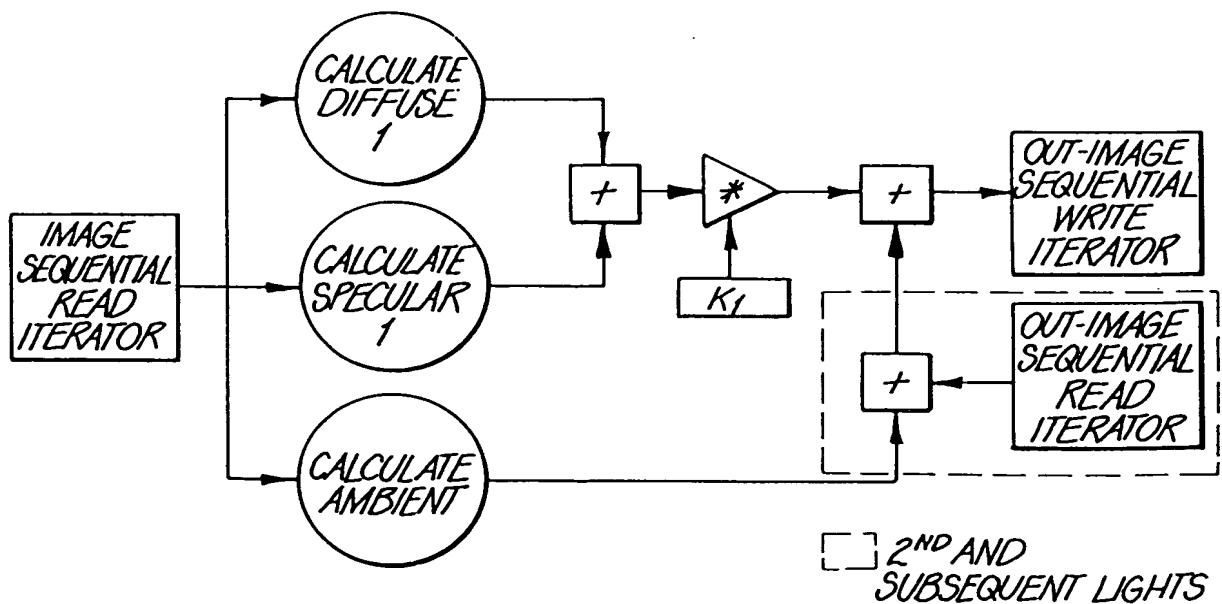 CALCULATE
DIFFUSE
1
+
*
+
OUT-IMAGE
SEQUENTIAL
WRITE
ITERATOR
IMAGE
SEQUENTIAL
READ
ITERATOR
CALCULATE
SPECULAR
1
K1
+
OUT-IMAGE
SEQUENTIAL
READ
ITERATOR
CALCULATE
AMBIENT
2ND AND
SUBSEQUENT LIGHTS